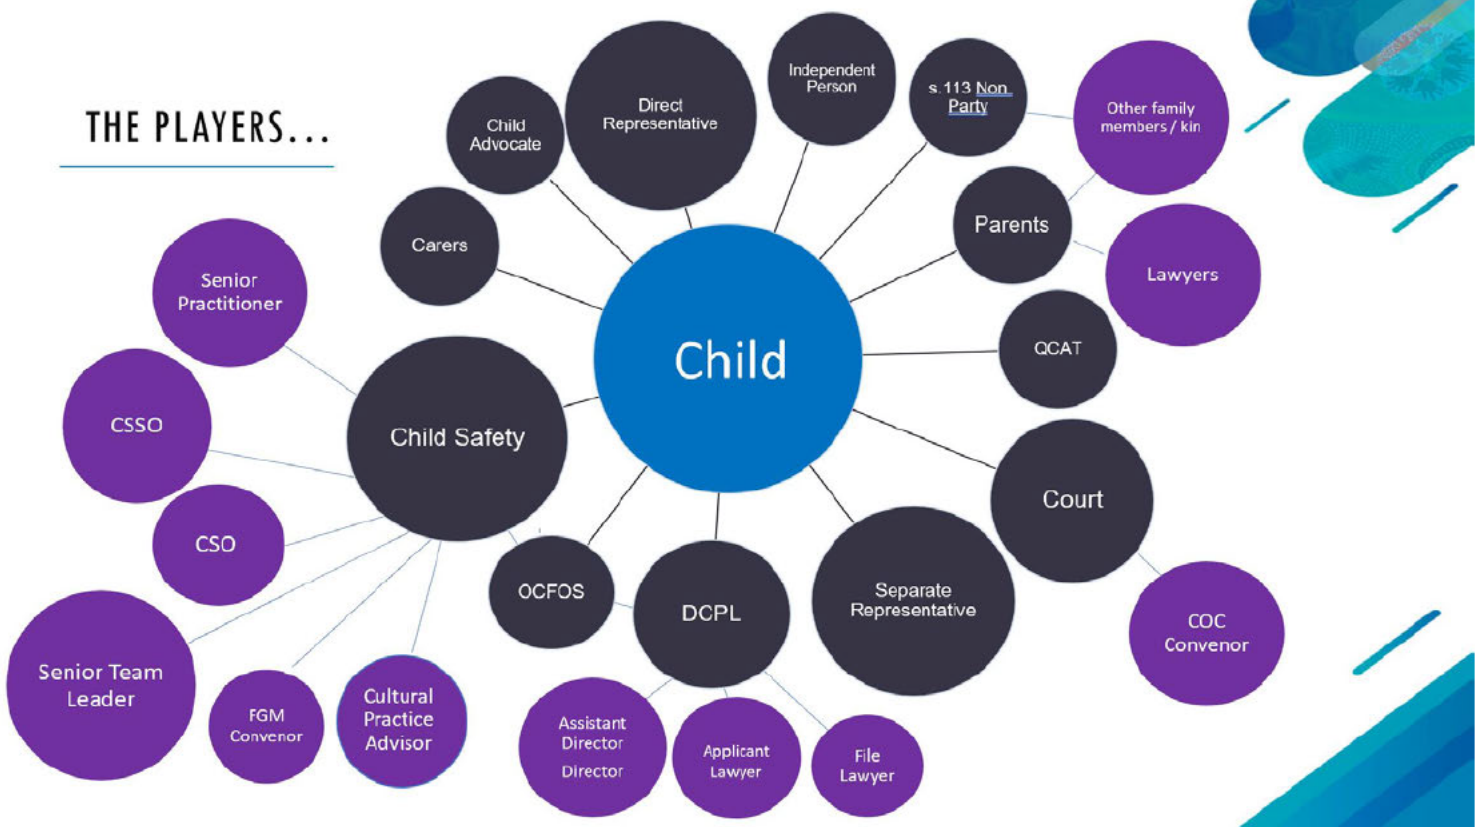 THE PLAYERS...
Child
Advocate
Direct
Representative
Independent
Person
s.113 Non
Party
Other family
members / kin
Carers
Parents
Lawyers
Senior
Practitioner
Child
QCAT
CSSO
Child Safety
Court
CSO
OCFOS
DCPL
Separate
Representative
COC
Convenor
Senior Team
Leader
FGM
Convenor
Cultural
Practice
Advisor
Assistant
Director
Director
Applicant
Lawyer
File
Lawyer